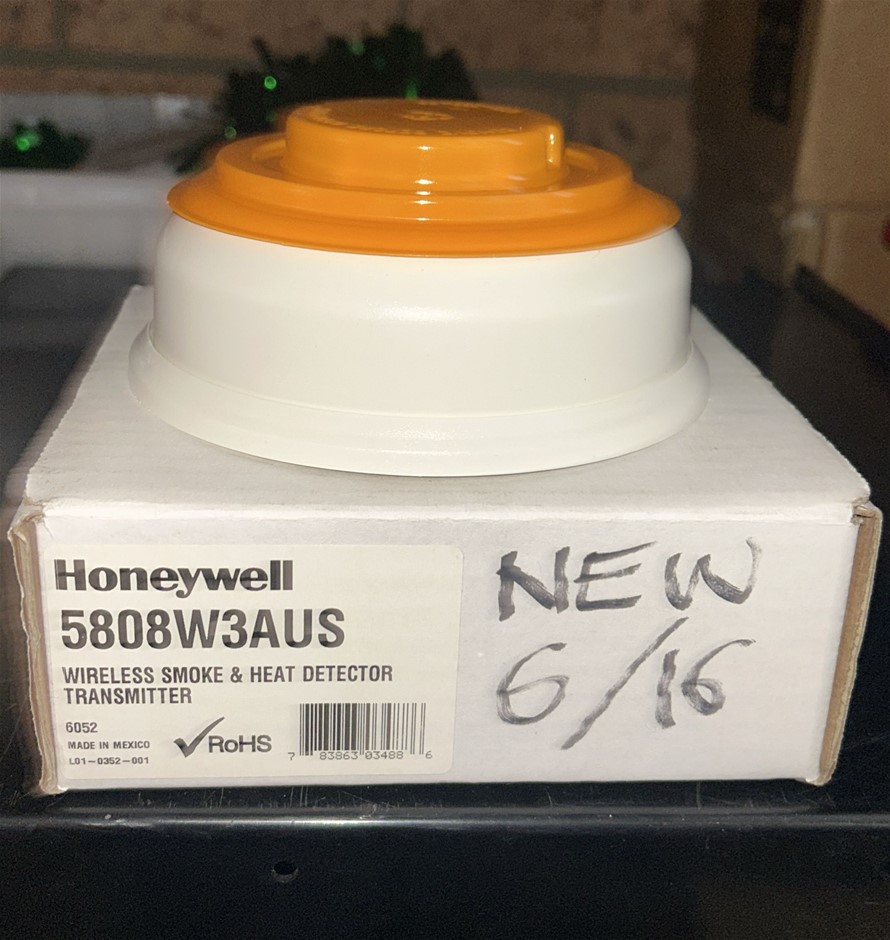 Honeywell
5808W3AUS
WIRELESS SMOKE & HEAT DETECTOR
TRANSMITTER
6052
MADE IN MEXICO
L01-0352-001
RoHS
7 83863 03488 6
NEW
6/16